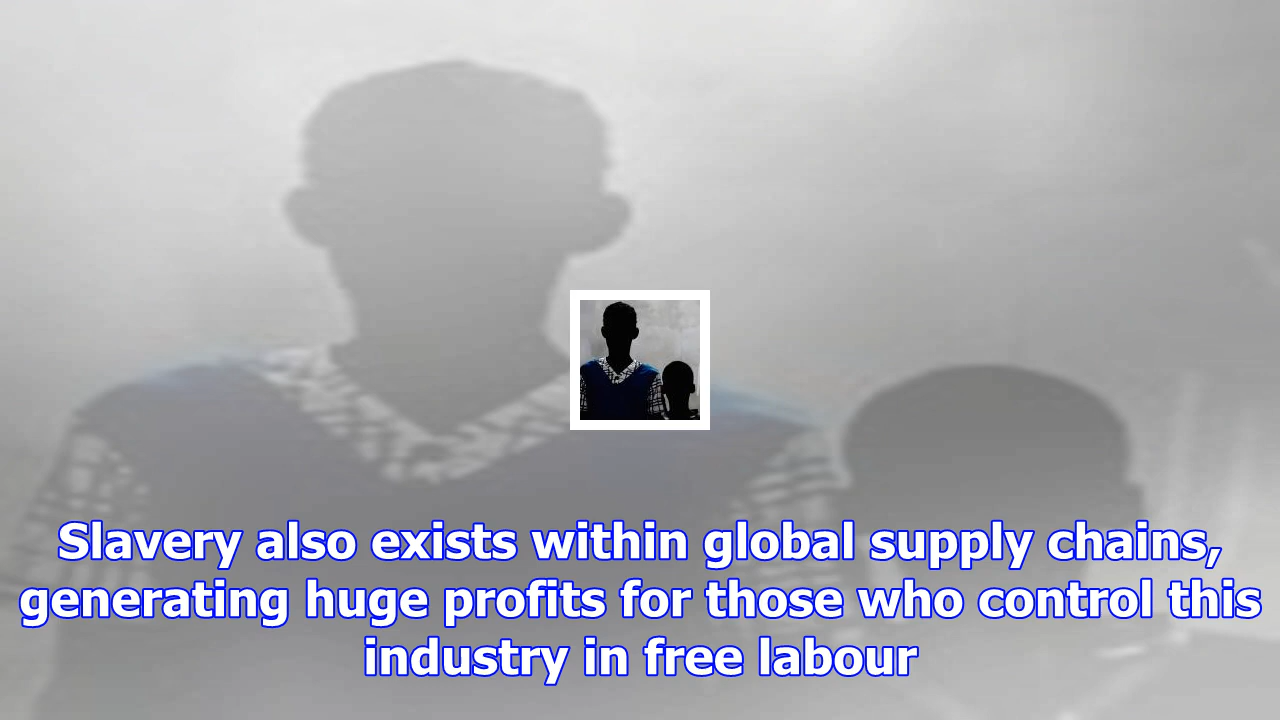 Slavery also exists within global supply chains,
generating huge profits for those who control this
industry in free labour